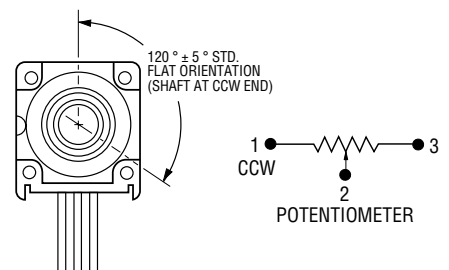 120 ° ± 5 ° STD.
FLAT ORIENTATION
(SHAFT AT CCW END)
1
3
CCW
2
POTENTIOMETER